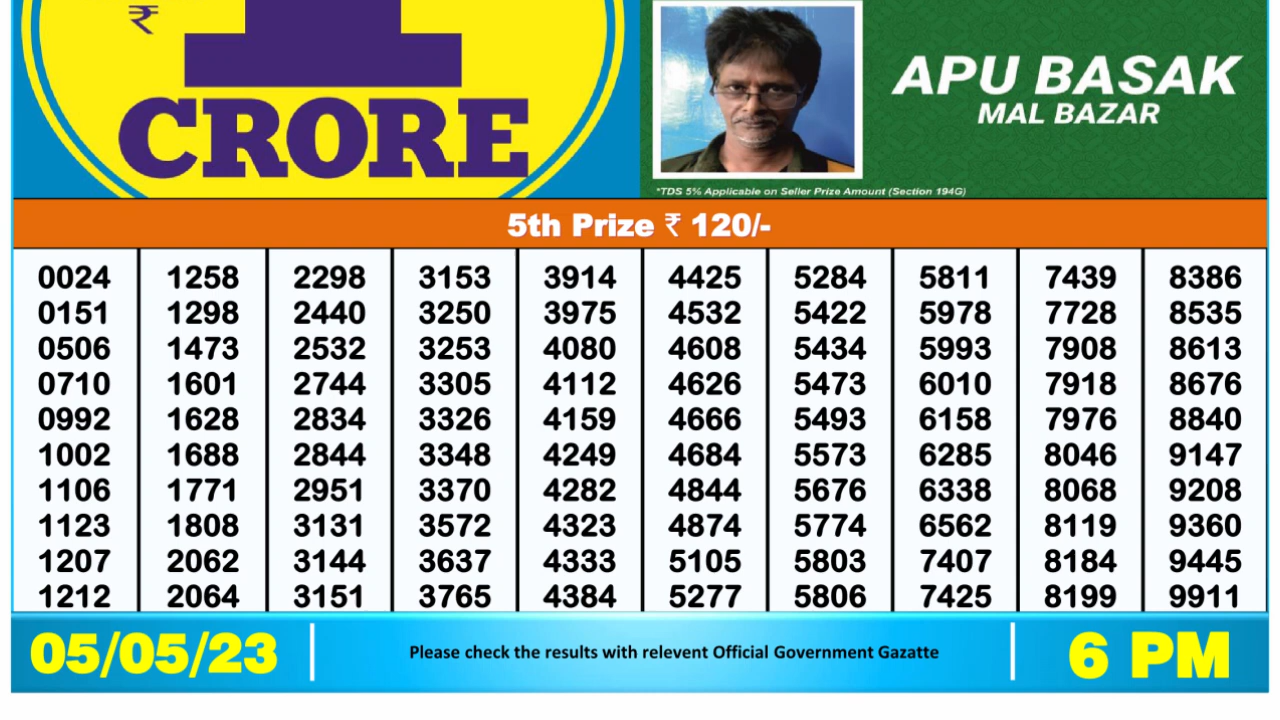 ₹
CRORE
APU BASAK
MAL BAZAR
*TDS 5% Applicable on Seller Prize Amount (Section 194G)
5th Prize ₹ 120/-
0024 1258 2298 3153 3914 4425 5284 5811 7439 8386
0151 1298 2440 3250 3975 4532 5422 5978 7728 8535
0506 1473 2532 3253 4080 4608 5434 5993 7908 8613
0710 1601 2744 3305 4112 4626 5473 6010 7918 8676
0992 1628 2834 3326 4159 4666 5493 6158 7976 8840
1002 1688 2844 3348 4249 4684 5573 6285 8046 9147
1106 1771 2951 3370 4282 4844 5676 6338 8068 9208
1123 1808 3131 3572 4323 4874 5774 6562 8119 9360
1207 2062 3144 3637 4333 5105 5803 7407 8184 9445
1212 2064 3151 3765 4384 5277 5806 7425 8199 9911
05/05/23
Please check the results with relevent Official Government Gazatte
6 PM